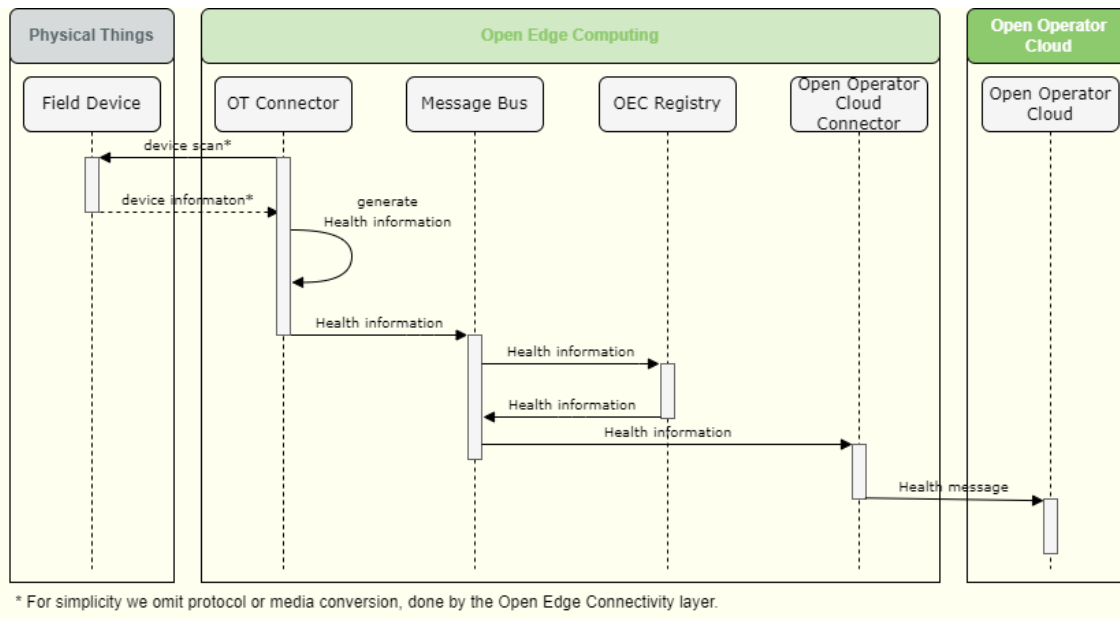 Physical Things
Open Edge Computing
Open Operator
Cloud
Field Device
OT Connector
Message Bus
OEC Registry
Open Operator
Cloud
Connector
Open Operator
Cloud
device scan*
device informaton*
generate
Health information
Health information
Health information
Health information
Health information
Health message
* For simplicity we omit protocol or media conversion, done by the Open Edge Connectivity layer.